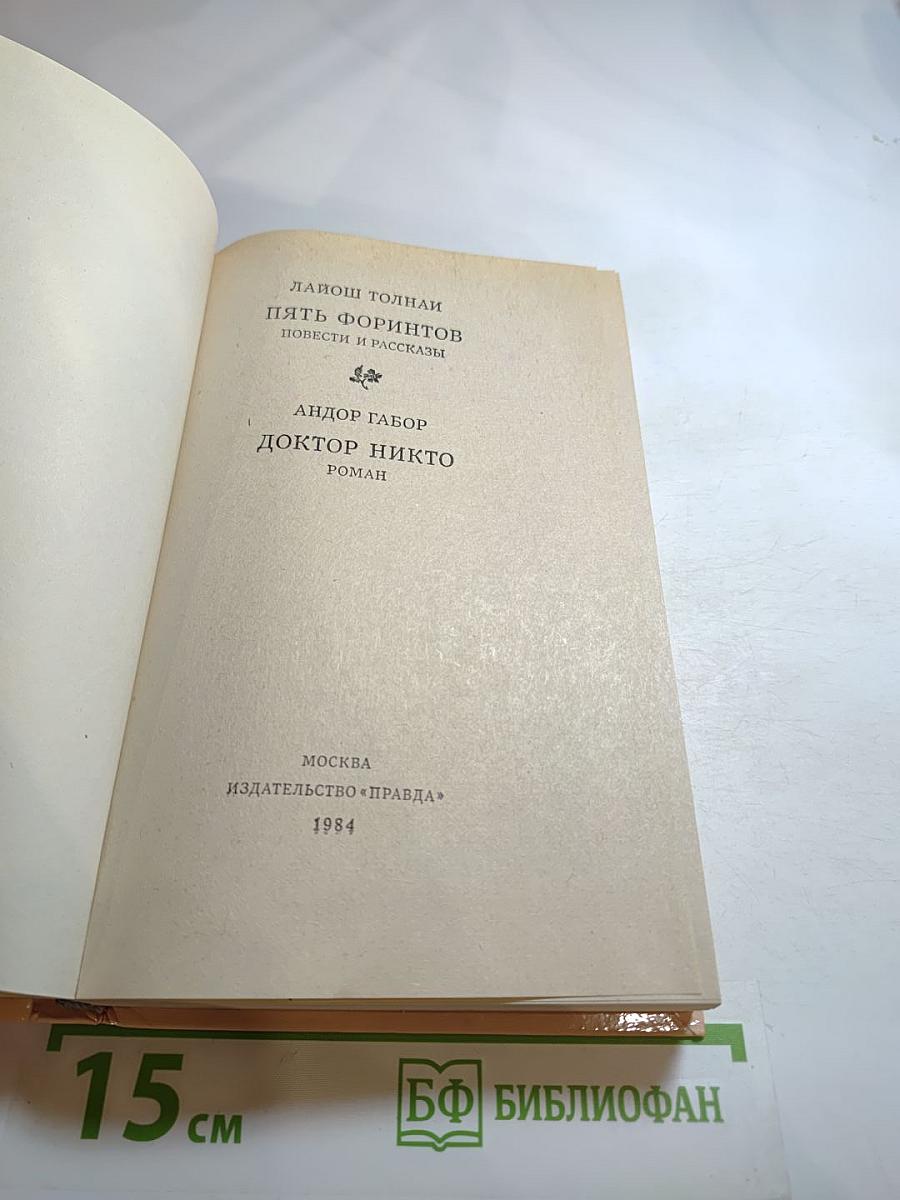 ЛАЙОШ ТОЛНАИ
ПЯТЬ ФОРИНТОВ
ПОВЕСТИ И РАССКАЗЫ
АНДОР ГАБОР
ДОКТОР НИКТО
РОМАН
МОСКВА
ИЗДАТЕЛЬСТВО «ПРАВДА»
1984
15 см
БФ БИБЛИОФАН